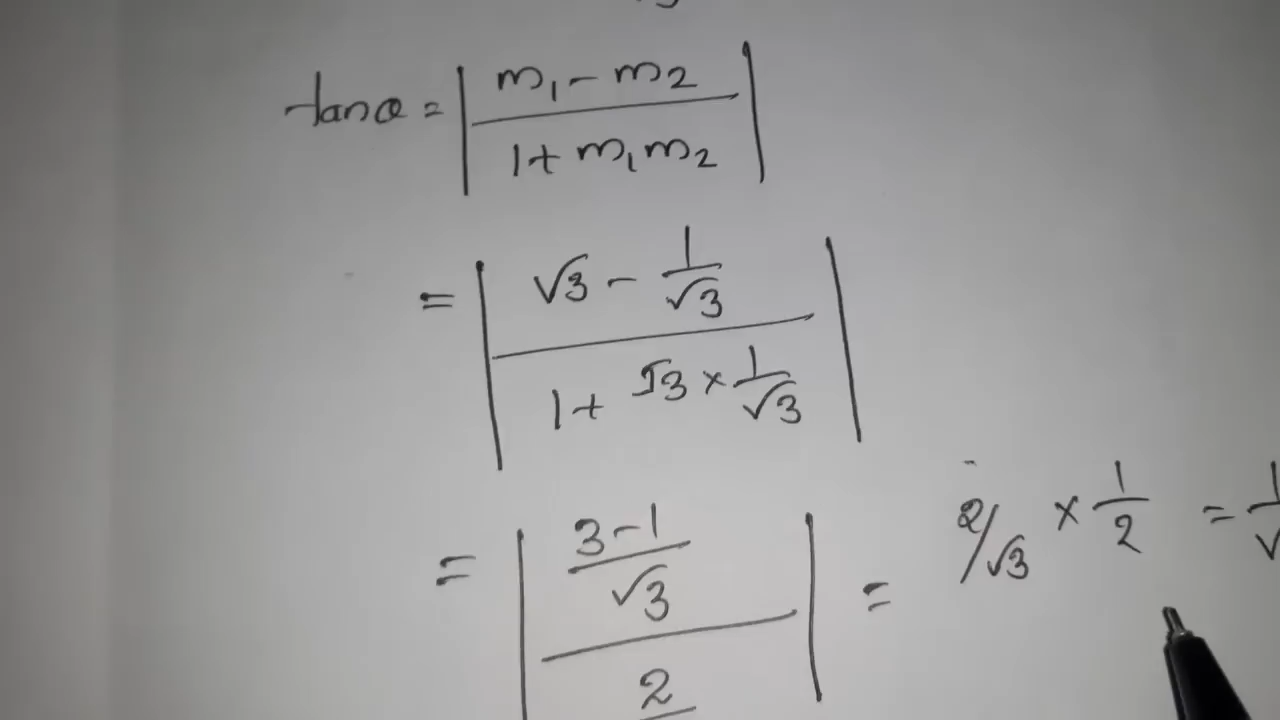 tanθ = | m₁ - m₂ / 1 + m₁m₂ |
= | √3 - 1/√3 / 1 + √3 × 1/√3 |
= | 3-1/√3 / 2 | = 2/√3 × 1/2 = 1/√